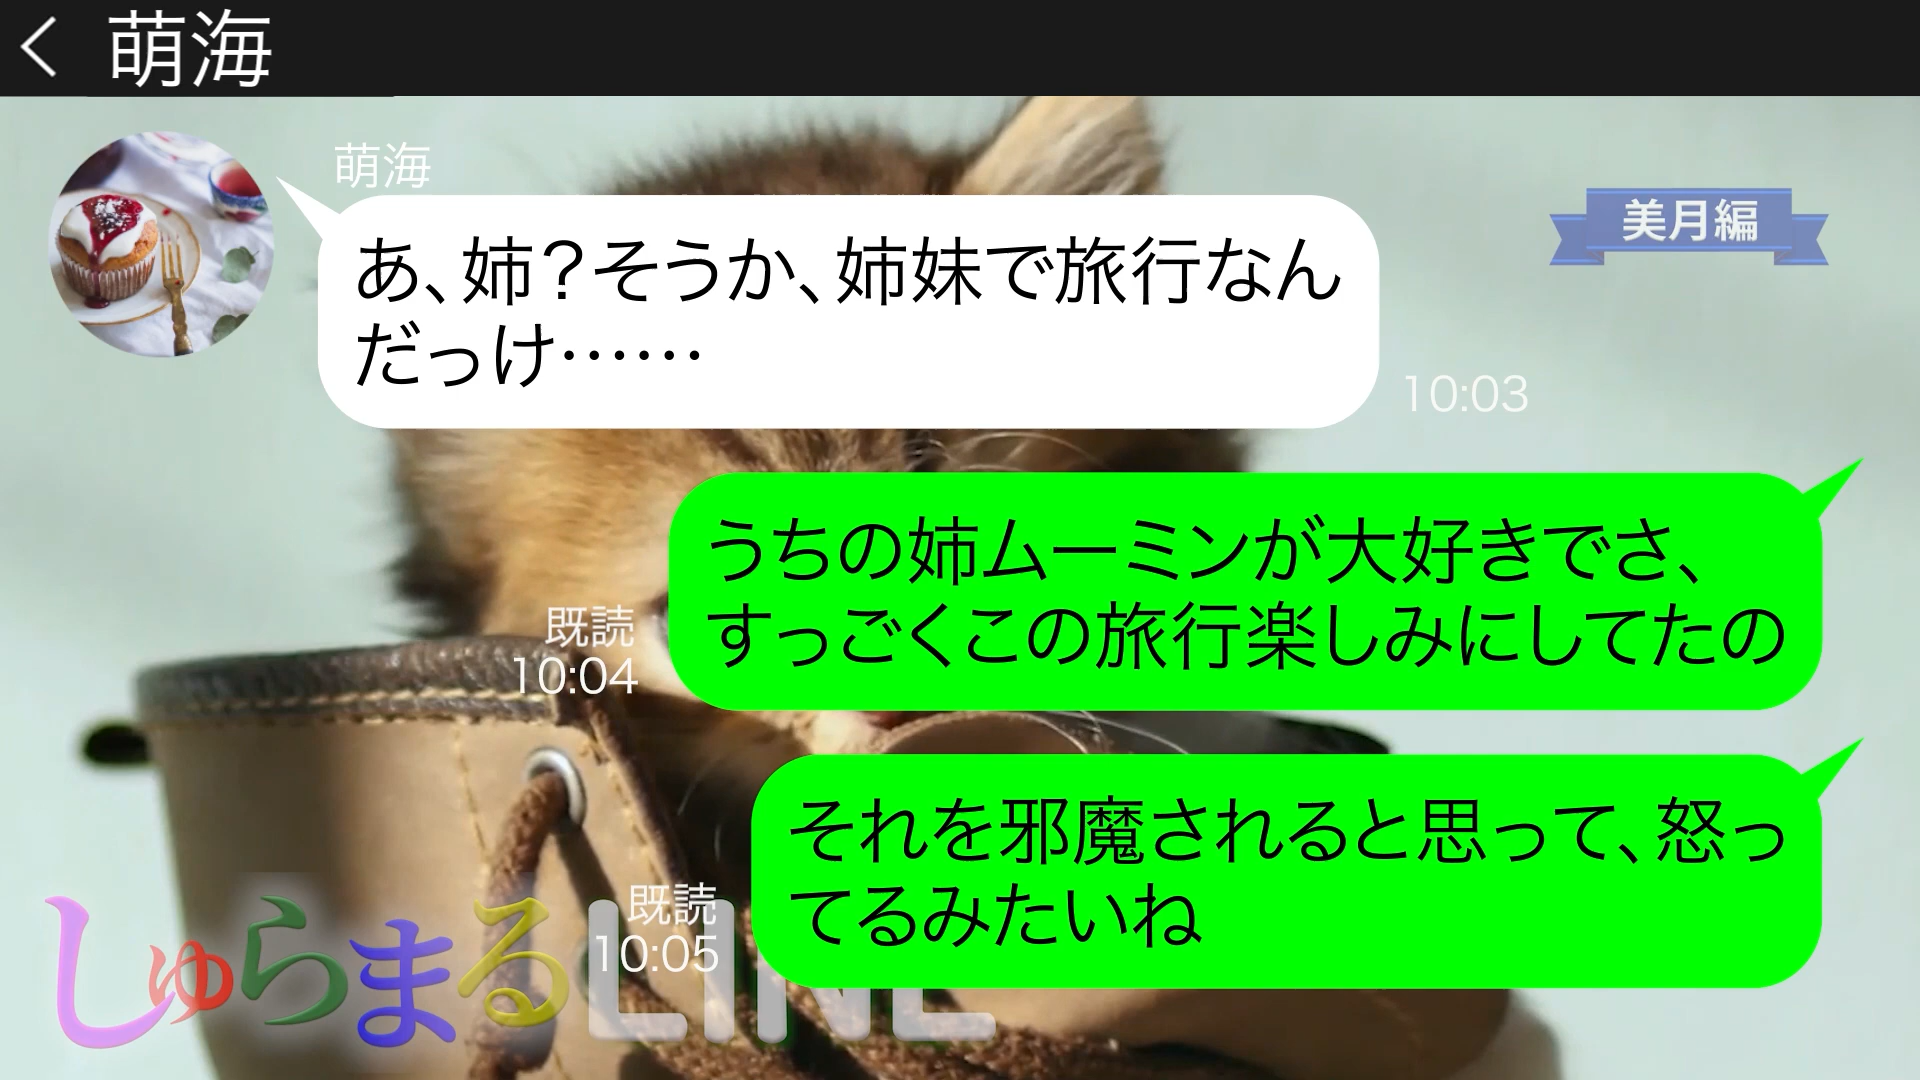 萌海
萌海
美月編
あ、姉？そうか、姉妹で旅行なん
だっけ……
10:03
うちの姉ムーミンが大好きでさ、
すっごくこの旅行楽しみにしてたの
既読
10:04
それを邪魔されると思って、怒っ
てるみたいね
既読
10:05
しゅらまるLINE